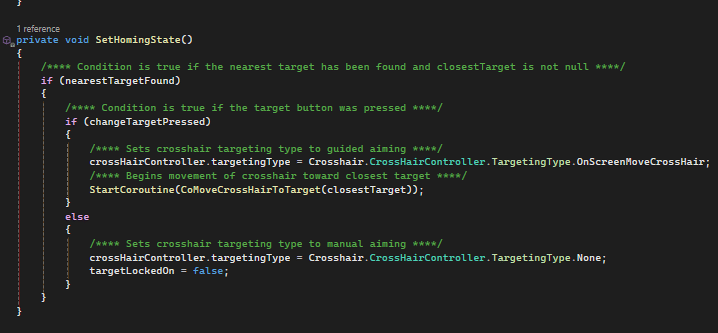 }
1 reference
private void SetHomingState()
{
/**** Condition is true if the nearest target has been found and closestTarget is not null ****/
if (nearestTargetFound)
{
/**** Condition is true if the target button was pressed ****/
if (changeTargetPressed)
{
/**** Sets crosshair targeting type to guided aiming ****/
crossHairController.targetingType = Crosshair.CrossHairController.TargetingType.OnScreenMoveCrossHair;
/**** Begins movement of crosshair toward closest target ****/
StartCoroutine(CoMoveCrossHairToTarget(closestTarget));
}
else
{
/**** Sets crosshair targeting type to manual aiming ****/
crossHairController.targetingType = Crosshair.CrossHairController.TargetingType.None;
targetLockedOn = false;
}
}
}